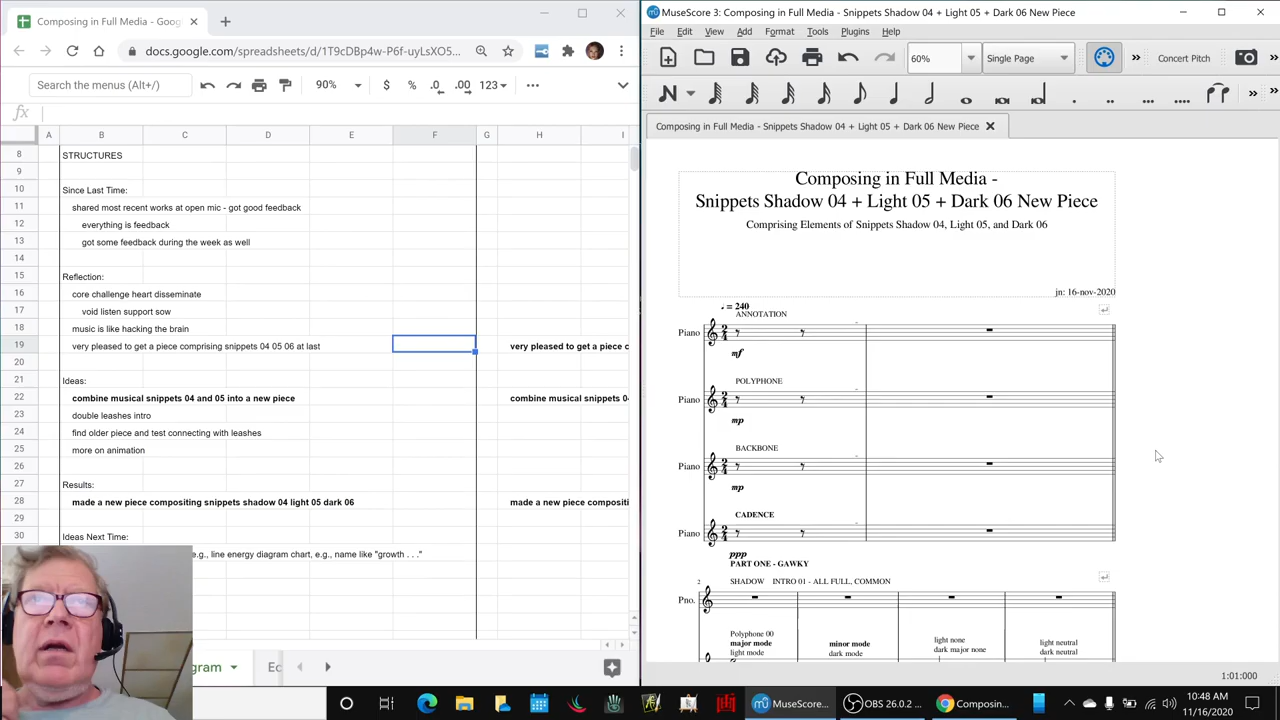 Composing in Full Media - Goog
docs.google.com/spreadsheets/d/1T9cDBp4w-P6f-uyLsXO5...
Search the menus (Alt+/)
90%
$
%
.0
.00
123
fx
A
B
C
D
E
F
G
H
I
8
STRUCTURES
9
10
Since Last Time:
11
shared most recent works at open mic - got good feedback
12
everything is feedback
13
got some feedback during the week as well
14
15
Reflection:
16
core challenge heart disseminate
17
void listen support sow
18
music is like hacking the brain
19
very pleased to get a piece comprising snippets 04 05 06 at last
very pleased to get a piece c
20
21
Ideas:
22
combine musical snippets 04 and 05 into a new piece
combine musical snippets 0
23
double leashes intro
24
find older piece and test connecting with leashes
25
more on animation
26
27
Results:
28
made a new piece compositing snippets shadow 04 light 05 dark 06
made a new piece compositi
29
30
Ideas Next Time:
e.g., line energy diagram chart, e.g., name like "growth . . ."
gram
Ec
MuseScore 3: Composing in Full Media - Snippets Shadow 04 + Light 05 + Dark 06 New Piece
File
Edit
View
Add
Format
Tools
Plugins
Help
60%
Single Page
Concert Pitch
N
Composing in Full Media - Snippets Shadow 04 + Light 05 + Dark 06 New Piece
Composing in Full Media -
Snippets Shadow 04 + Light 05 + Dark 06 New Piece
Comprising Elements of Snippets Shadow 04, Light 05, and Dark 06
jn: 16-nov-2020
= 240
ANNOTATION
Piano
mf
POLYPHONE
Piano
mp
BACKBONE
Piano
mp
CADENCE
Piano
ppp
PART ONE - GAWKY
2
SHADOW INTRO 01 - ALL FULL, COMMON
Pno.
Polyphone 00
major mode
light mode
minor mode
dark mode
light none
dark major none
light neutral
dark neutral
1:01:000
MuseScore...
OBS 26.0.2 ...
Composin...
10:48 AM
11/16/2020